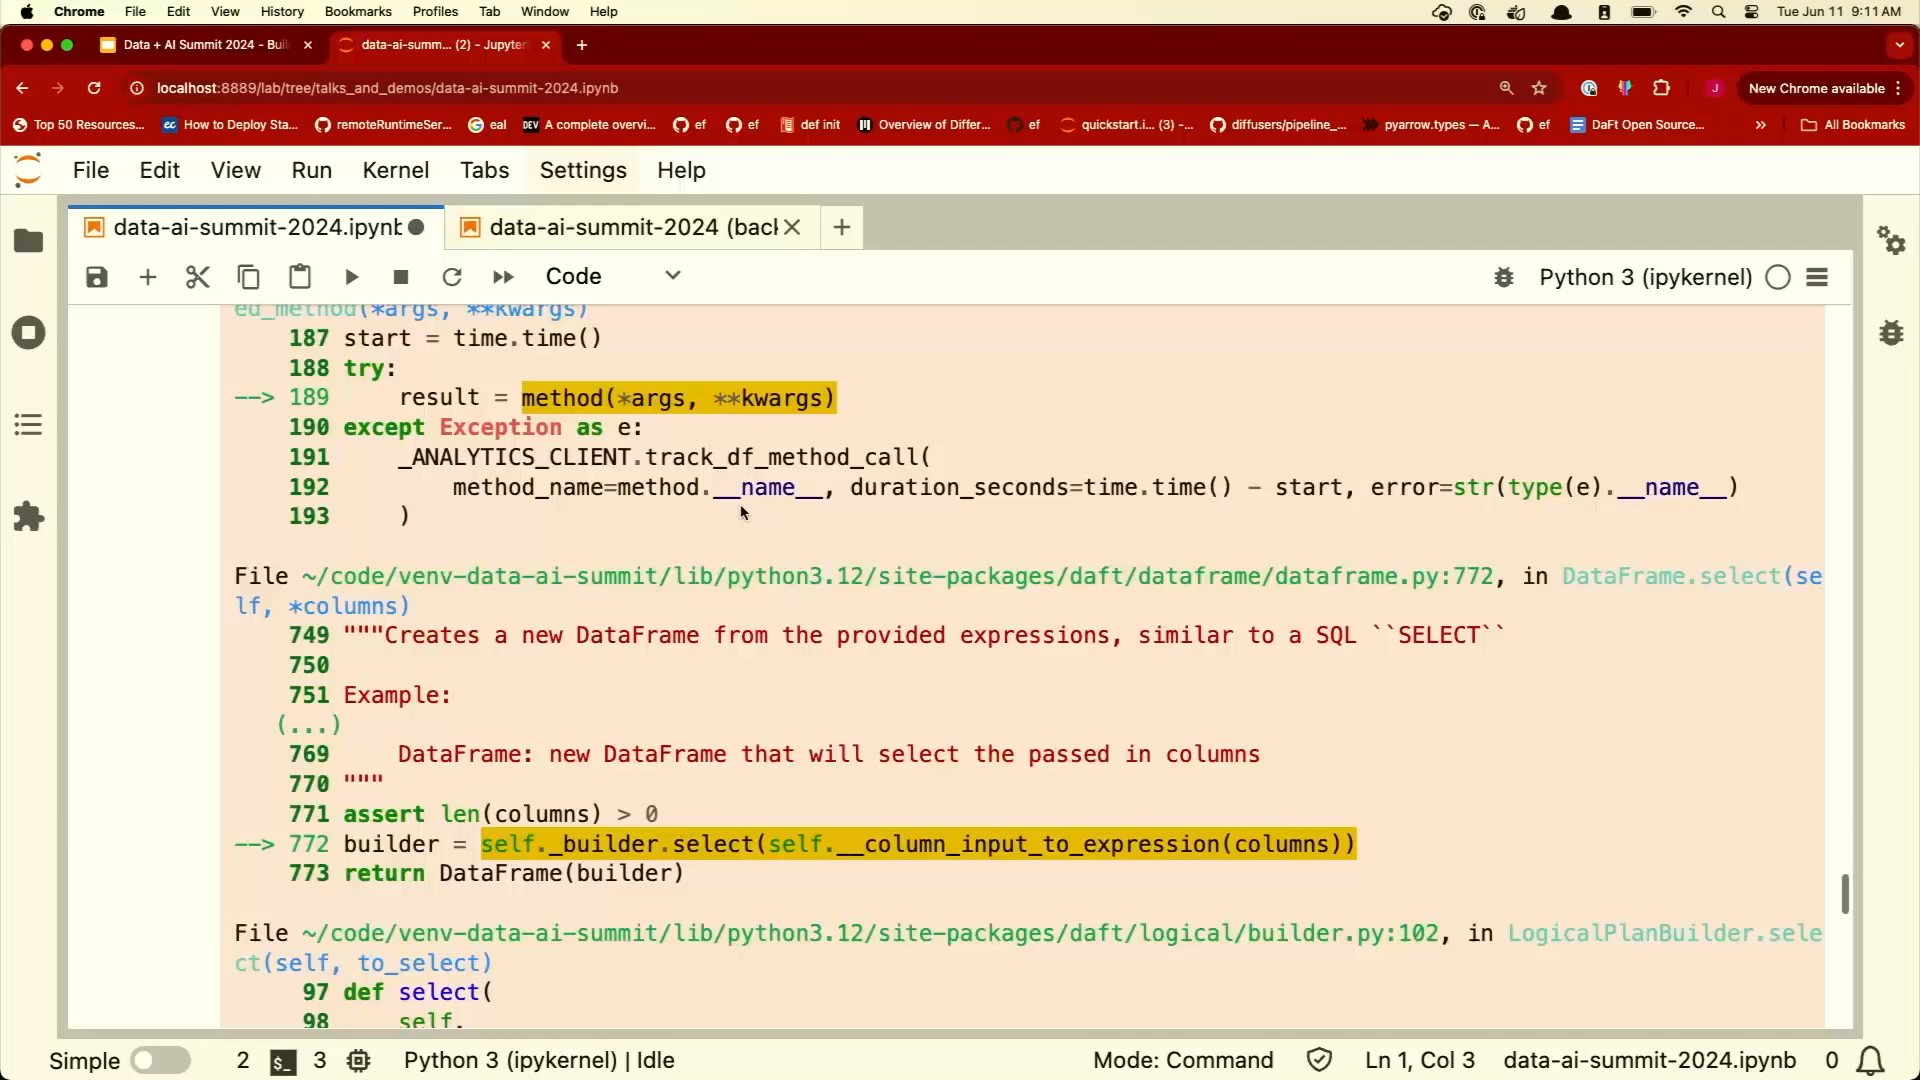 Chrome File Edit View History Bookmarks Profiles Tab Window Help Tue Jun 11 9:11 AM
Data + AI Summit 2024 - Buil data-ai-summ... (2) - Jupyter
localhost:8889/lab/tree/talks_and_demos/data-ai-summit-2024.ipynb J New Chrome available
Top 50 Resources... How to Deploy Sta... remoteRuntimeSer... eal DEV A complete overvi... ef ef def init Overview of Differ... ef quickstart.i... (3) -... diffusers/pipeline_... pyarrow.types — A... ef DaFt Open Source... » All Bookmarks
File Edit View Run Kernel Tabs Settings Help
data-ai-summit-2024.ipynb data-ai-summit-2024 (back
Code Python 3 (ipykernel)
ed_method(*args, **kwargs)
187 start = time.time()
188 try:
--> 189 result = method(*args, **kwargs)
190 except Exception as e:
191 _ANALYTICS_CLIENT.track_df_method_call(
192 method_name=method.__name__, duration_seconds=time.time() - start, error=str(type(e).__name__)
193 )
File ~/code/venv-data-ai-summit/lib/python3.12/site-packages/daft/dataframe/dataframe.py:772, in DataFrame.select(se
lf, *columns)
749 """Creates a new DataFrame from the provided expressions, similar to a SQL ``SELECT``
750
751 Example:
(...)
769 DataFrame: new DataFrame that will select the passed in columns
770 """
771 assert len(columns) > 0
--> 772 builder = self._builder.select(self.__column_input_to_expression(columns))
773 return DataFrame(builder)
File ~/code/venv-data-ai-summit/lib/python3.12/site-packages/daft/logical/builder.py:102, in LogicalPlanBuilder.sele
ct(self, to_select)
97 def select(
98 self,
Simple 2 $_ 3 Python 3 (ipykernel) | Idle Mode: Command Ln 1, Col 3 data-ai-summit-2024.ipynb 0